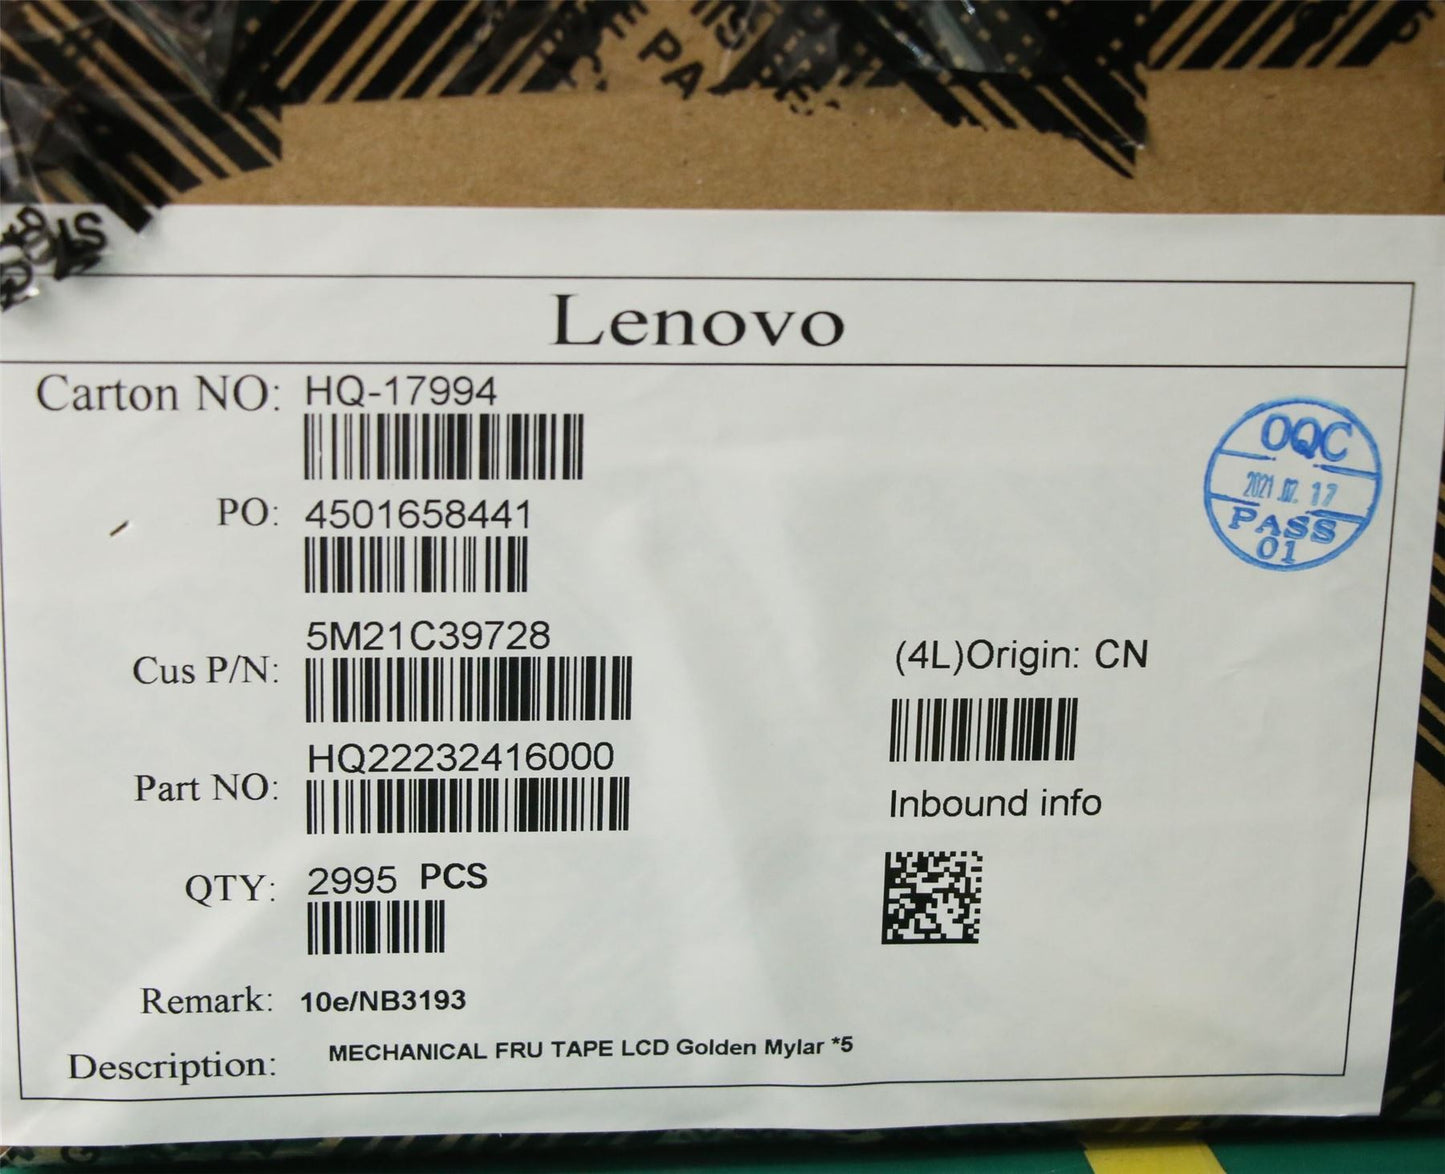 PA
Lenovo
Carton NO: HQ-17994
PO: 4501658441
Cus P/N: 5M21C39728
Part NO: HQ22232416000
QTY: 2995 PCS
Remark: 10e/NB3193
Description: MECHANICAL FRU TAPE LCD Golden Mylar *5
OQC
2021.07.17
PASS
01
(4L)Origin: CN
Inbound info